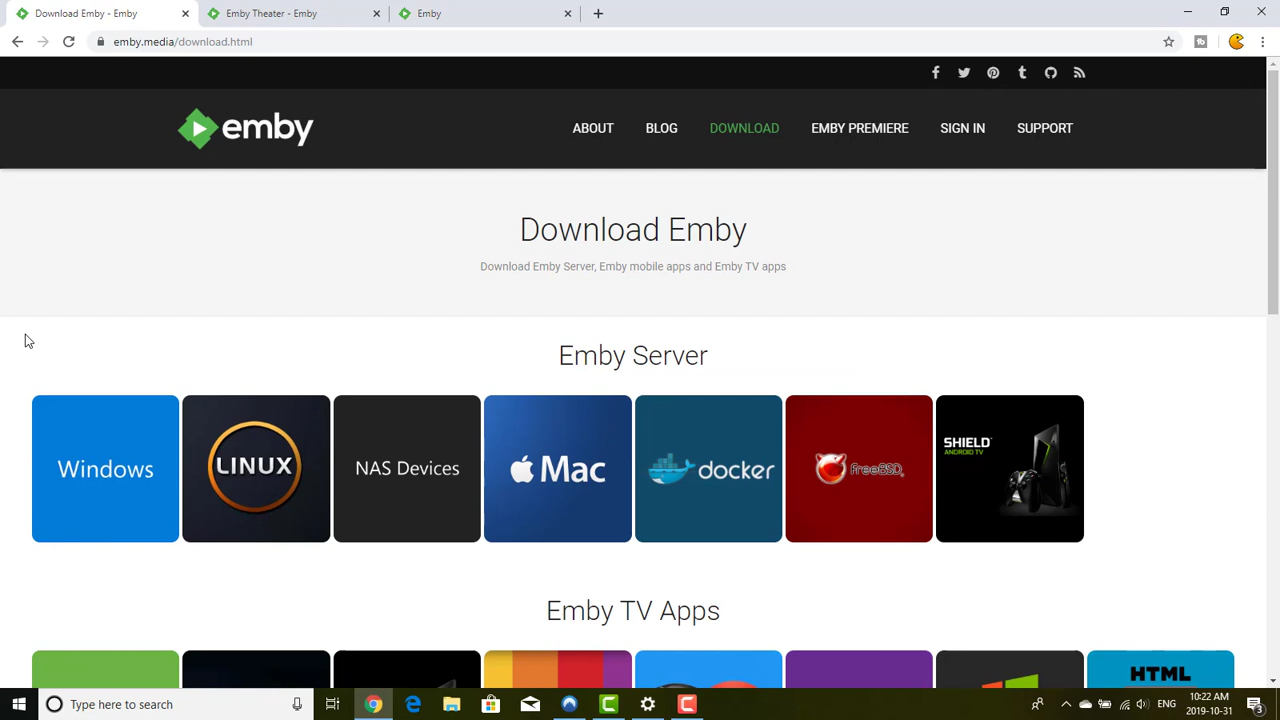 Download Emby - Emby
Emby Theater - Emby
Emby
emby.media/download.html
emby
ABOUT
BLOG
DOWNLOAD
EMBY PREMIERE
SIGN IN
SUPPORT
Download Emby
Download Emby Server, Emby mobile apps and Emby TV apps
Emby Server
Windows
LINUX
NAS Devices
Mac
docker
freeBSD
SHIELD
ANDROID TV
Emby TV Apps
HTML
Type here to search
ENG
10:22 AM
2019-10-31
3